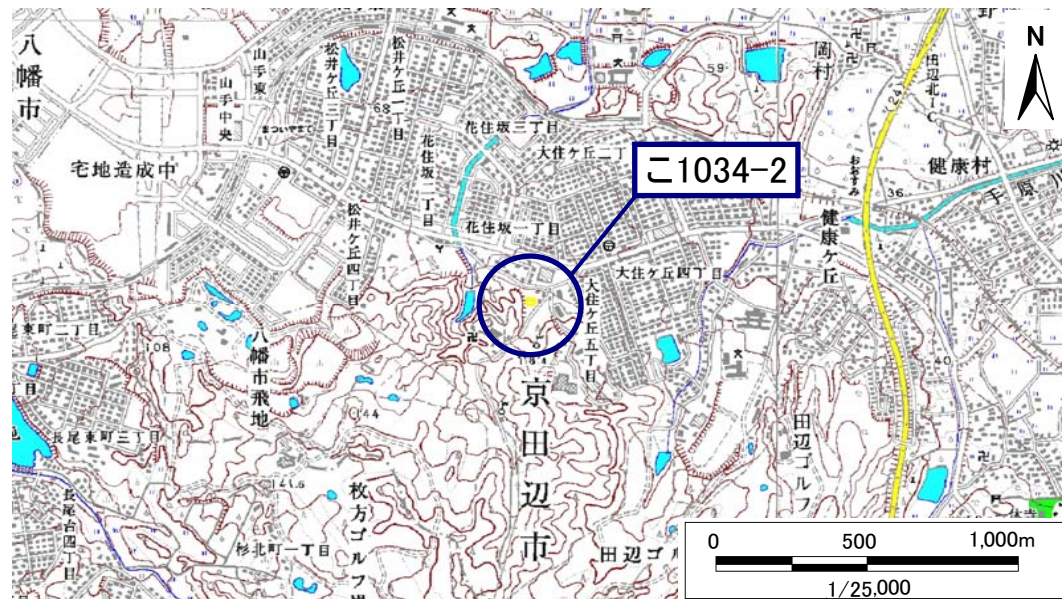 八幡市
山手東
山手中央
まついやまて
宅地造成中
松井ケ丘三丁目
松井ケ丘一丁目
68
松井ケ丘四丁目
花住坂三丁目
花住坂二丁目
花住坂一丁目
大住ケ丘二丁
こ1034-2
大住ケ丘四丁目
大住ケ丘五丁目
59
岡村
田辺北IC
おおすみ
36
健康村
手原川
健康ケ丘
N
尾東町二丁目
108
八幡市飛地
長尾東町三丁目
長尾台四丁目
144
141.6
杉北町一丁目
枚方ゴルフ場
京田辺市
田辺ゴル
田辺ゴルフ
40
0 500 1,000m
1/25,000